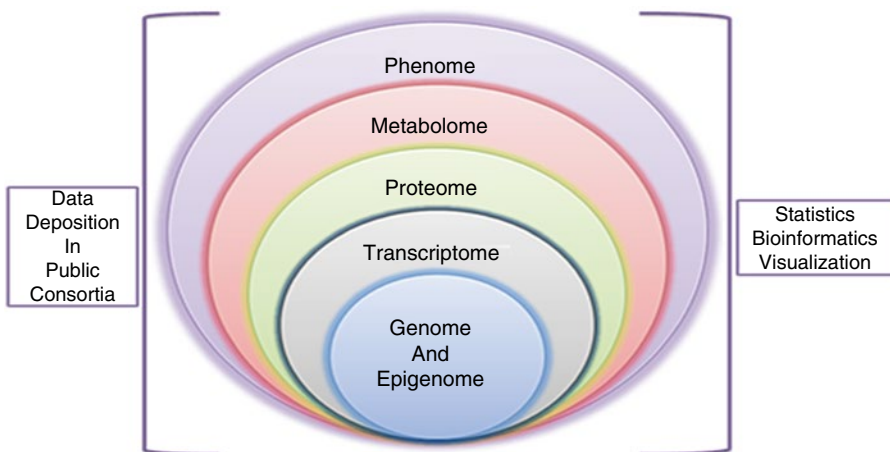 Phenome
Metabolome
Proteome
Transcriptome
Genome
And
Epigenome
Data
Deposition
In
Public
Consortia
Statistics
Bioinformatics
Visualization